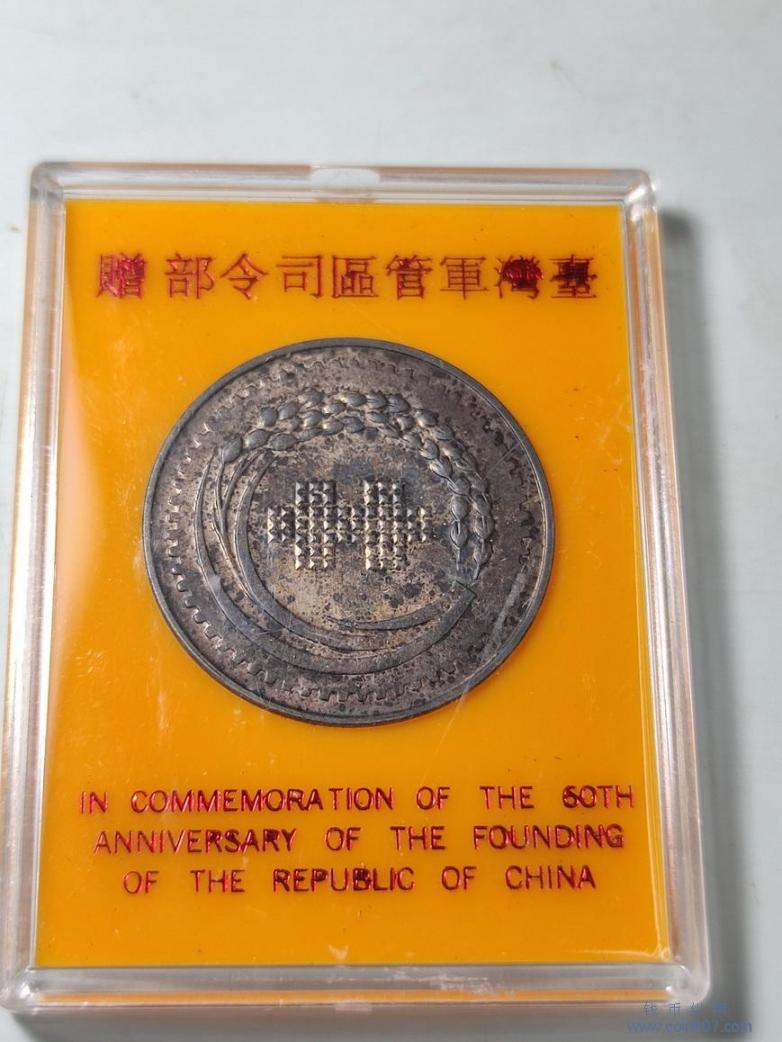 臺灣軍管區司令部 贈
IN COMMEMORATION OF THE 60TH
ANNIVERSARY OF THE FOUNDING
OF THE REPUBLIC OF CHINA